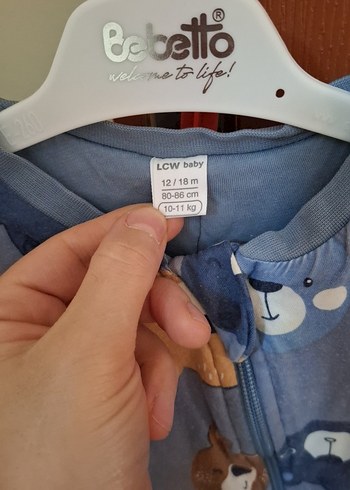 Bebetto®
welcome to life!
LCW baby
12 / 18 m
80-86 cm
10-11 kg